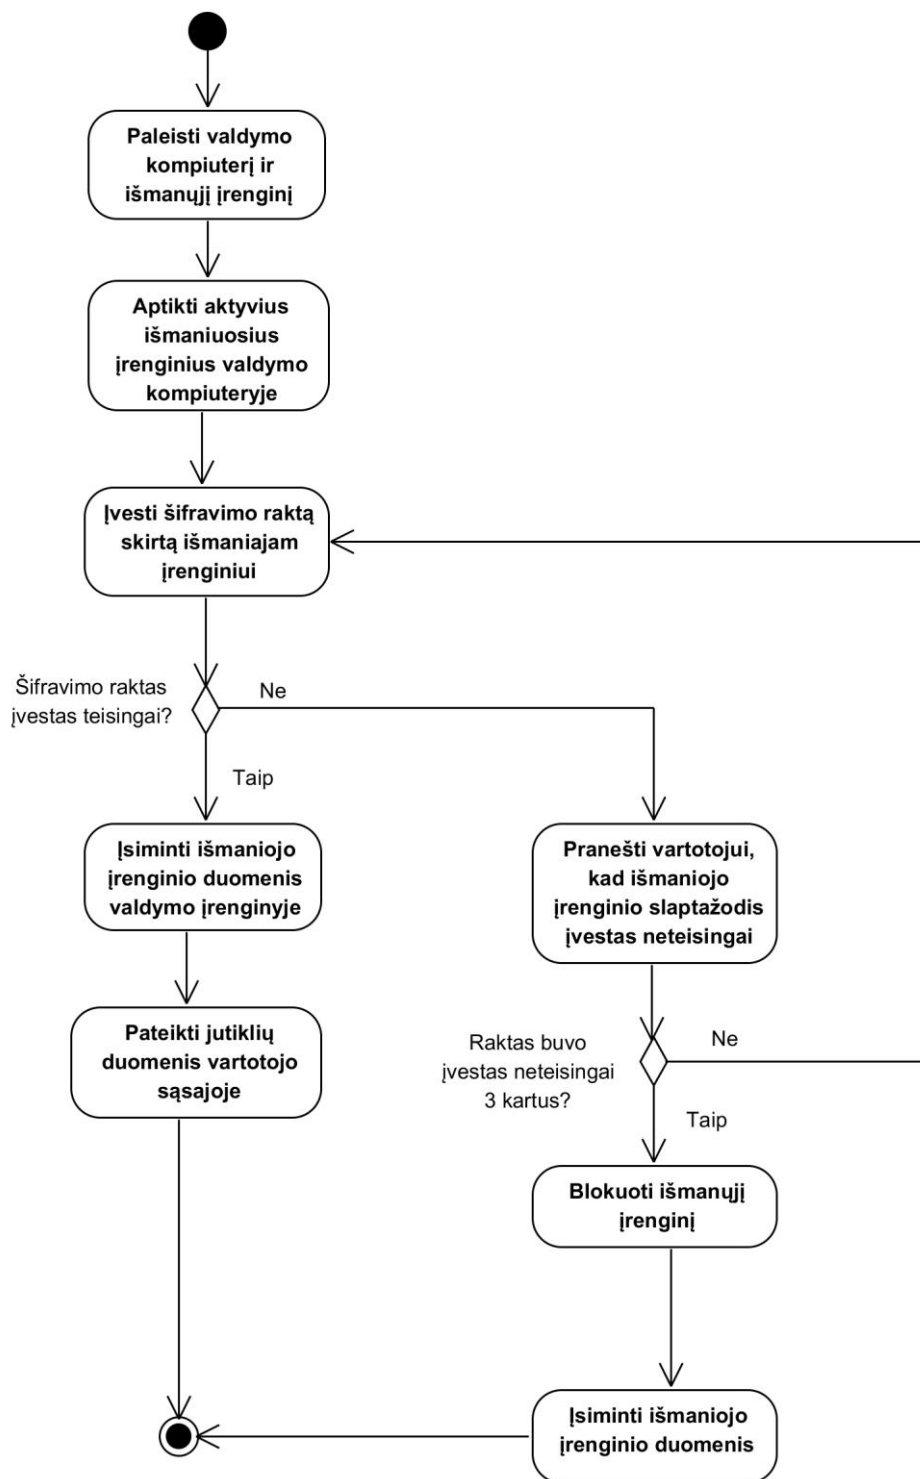 Paleisti valdymo
kompiuterį ir
išmanųjį įrenginį
Aptikti aktyvius
išmaniuosius
įrenginius valdymo
kompiuteryje
Įvesti šifravimo raktą
skirtą išmaniajam
įrenginiui
Šifravimo raktas
įvestas teisingai?
Ne
Taip
Įsiminti išmaniojo
įrenginio duomenis
valdymo įrenginyje
Pranešti vartotojui,
kad išmaniojo
įrenginio slaptažodis
įvestas neteisingai
Pateikti jutiklių
duomenis vartotojo
sąsajoje
Raktas buvo
įvestas neteisingai
3 kartus?
Ne
Taip
Blokuoti išmanųjį
įrenginį
Įsiminti išmaniojo
įrenginio duomenis